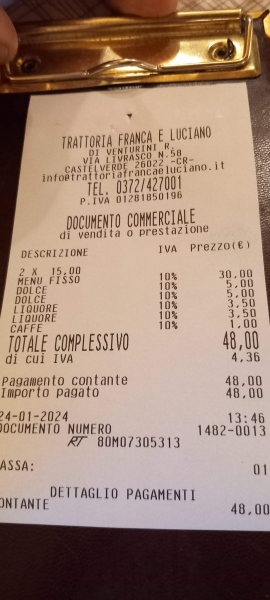 TRATTORIA FRANCA E LUCIANO
DI VENTURINI R.
VIA LIVRASCO N.58
CASTELVERDE 26022 -CR-
info@trattoriafrancaeluciano.it
TEL. 0372/427001
P.IVA 01281850196
DOCUMENTO COMMERCIALE
di vendita o prestazione
DESCRIZIONE IVA Prezzo(€)
2 X 15,00
MENU FISSO 10% 30,00
DOLCE 10% 5,00
DOLCE 10% 5,00
LIQUORE 10% 3,50
LIQUORE 10% 3,50
CAFFE 10% 1,00
TOTALE COMPLESSIVO 48,00
di cui IVA 4,36
Pagamento contante 48,00
Importo pagato 48,00
24-01-2024 13:46
DOCUMENTO NUMERO 1482-0013
RT 80M07305313
ASSA: 01
DETTAGLIO PAGAMENTI
ONTANTE 48,00